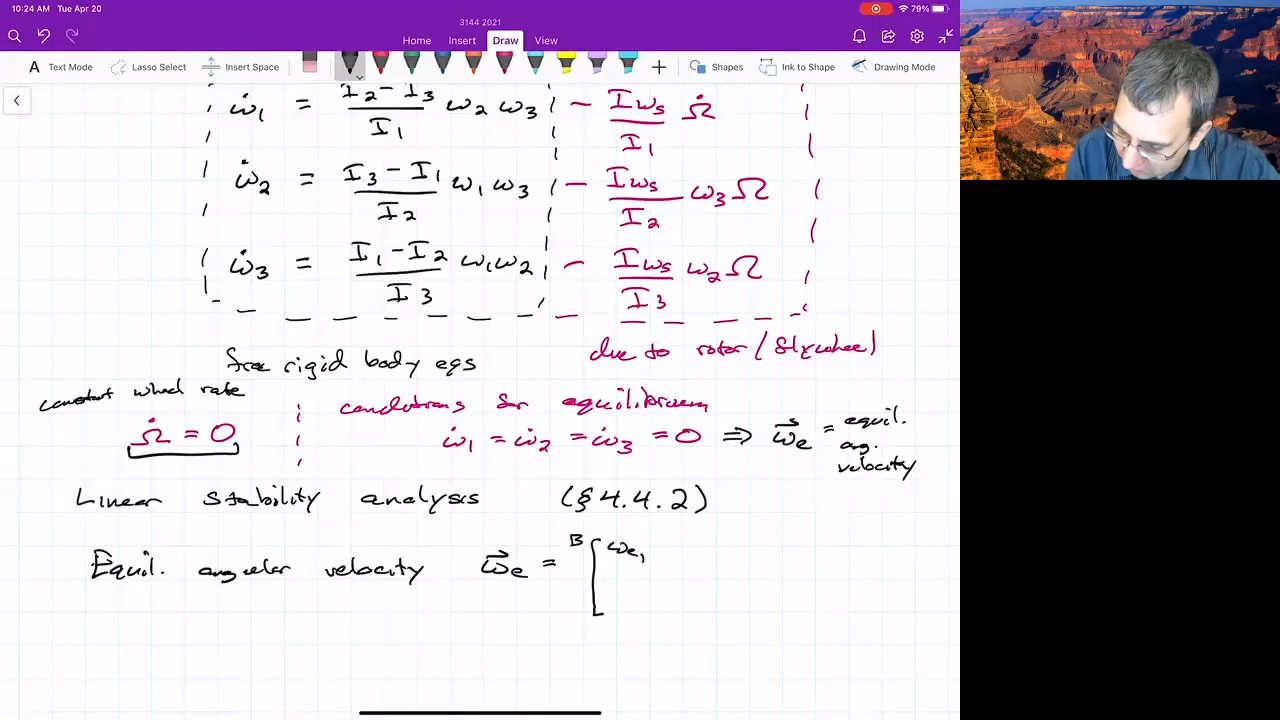 10:24 AM Tue Apr 20
79%
3144 2021
Home Insert Draw View
Text Mode Lasso Select Insert Space Shapes Ink to Shape Drawing Mode
ω̇1 = (I2 − I3)/I1 ω2 ω3 − Iws/I1 Ω̇
ω̇2 = (I3 − I1)/I2 ω1 ω3 − Iws/I2 ω3 Ω
ω̇3 = (I1 − I2)/I3 ω1 ω2 − Iws/I3 ω2 Ω
free rigid body eqs
due to rotor (flywheel)
constant wheel rate
Ω̇ = 0
conditions for equilibrium
ω̇1 = ω̇2 = ω̇3 = 0 ⇒ ω⃗e = equil.
ang.
velocity
Linear stability analysis (§ 4.4.2)
Equil. angular velocity ω⃗e = B [ ωe1